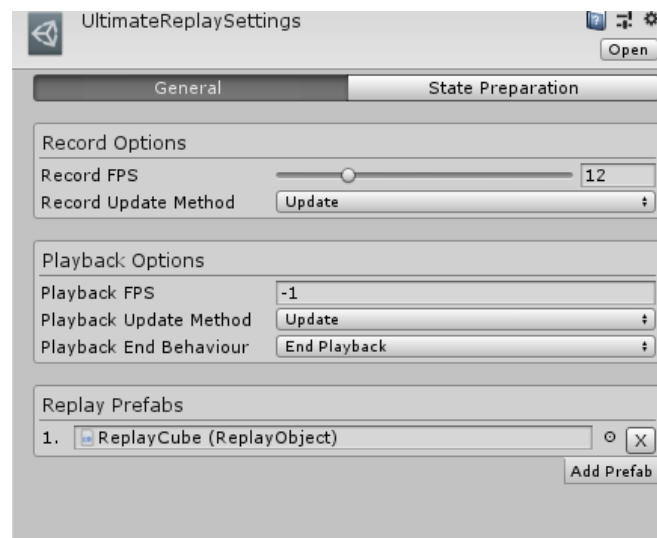 UltimateReplaySettings
Open
General State Preparation
Record Options
Record FPS 12
Record Update Method Update
Playback Options
Playback FPS -1
Playback Update Method Update
Playback End Behaviour End Playback
Replay Prefabs
1. ReplayCube (ReplayObject) X
Add Prefab